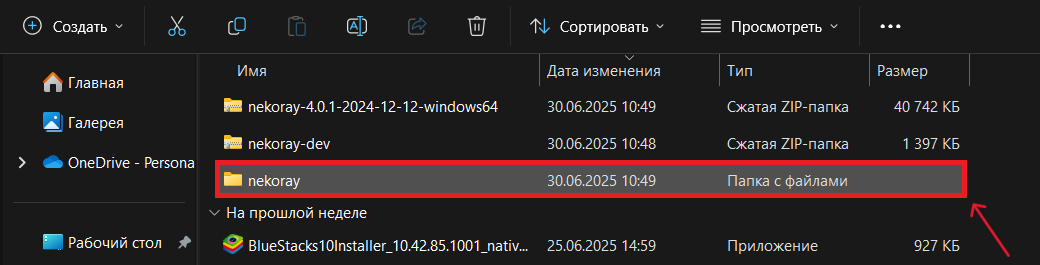 Создать Сортировать Просмотреть
Имя Дата изменения Тип Размер
Главная
nekoray-4.0.1-2024-12-12-windows64 30.06.2025 10:49 Сжатая ZIP-папка 40 742 КБ
Галерея
nekoray-dev 30.06.2025 10:48 Сжатая ZIP-папка 1 397 КБ
OneDrive - Persona
nekoray 30.06.2025 10:49 Папка с файлами
На прошлой неделе
Рабочий стол
BlueStacks10Installer_10.42.85.1001_nativ... 25.06.2025 14:59 Приложение 927 КБ